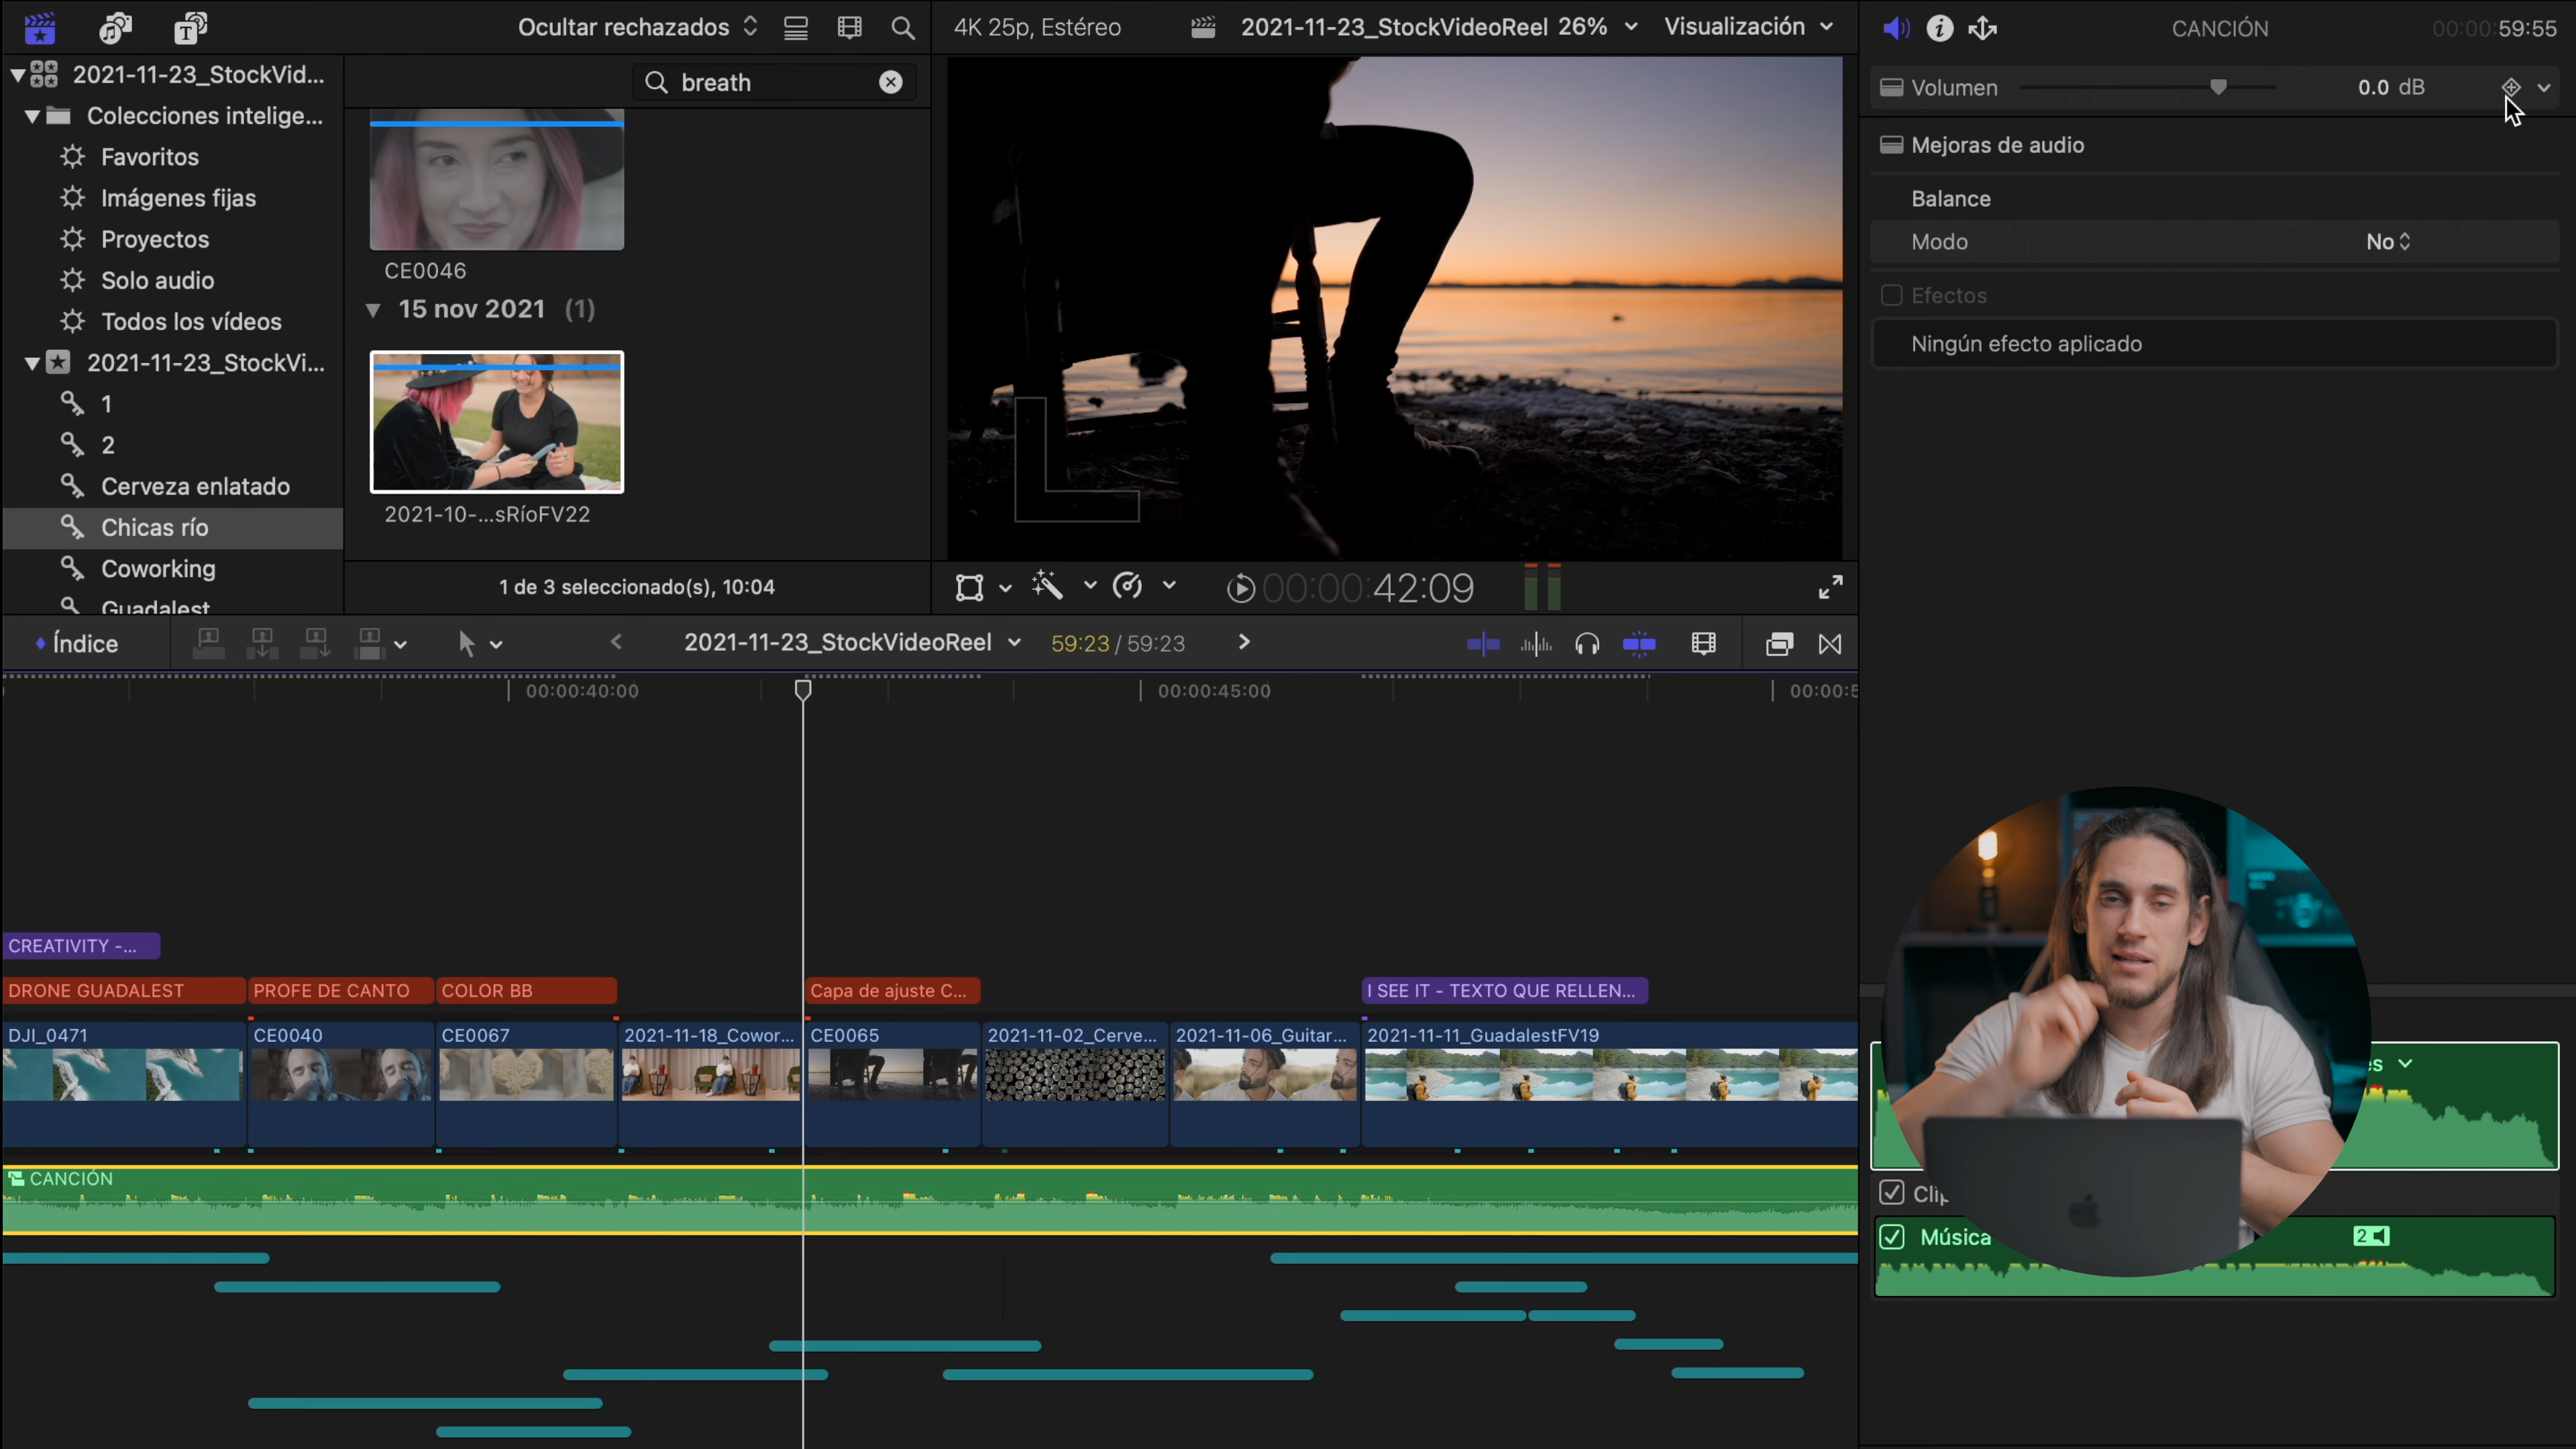 Ocultar rechazados
4K 25p, Estéreo
2021-11-23_StockVideoReel
26%
Visualización
CANCIÓN
00:00:59:55
2021-11-23_StockVid...
Colecciones intelige...
Favoritos
Imágenes fijas
Proyectos
Solo audio
Todos los vídeos
2021-11-23_StockVi...
1
2
Cerveza enlatado
Chicas río
Coworking
Guadalest
breath
CE0046
15 nov 2021 (1)
2021-10-...sRíoFV22
1 de 3 seleccionado(s), 10:04
L
00:00:42:09
Volumen
0.0 dB
Mejoras de audio
Balance
Modo
No
Efectos
Ningún efecto aplicado
Índice
2021-11-23_StockVideoReel
59:23 / 59:23
00:00:40:00
00:00:45:00
00:00:5
CREATIVITY -...
DRONE GUADALEST
PROFE DE CANTO
COLOR BB
Capa de ajuste C...
I SEE IT - TEXTO QUE RELLEN...
DJI_0471
CE0040
CE0067
2021-11-18_Cowor...
CE0065
2021-11-02_Cerve...
2021-11-06_Guitar...
2021-11-11_GuadalestFV19
CANCIÓN
es
Clip
Música
2